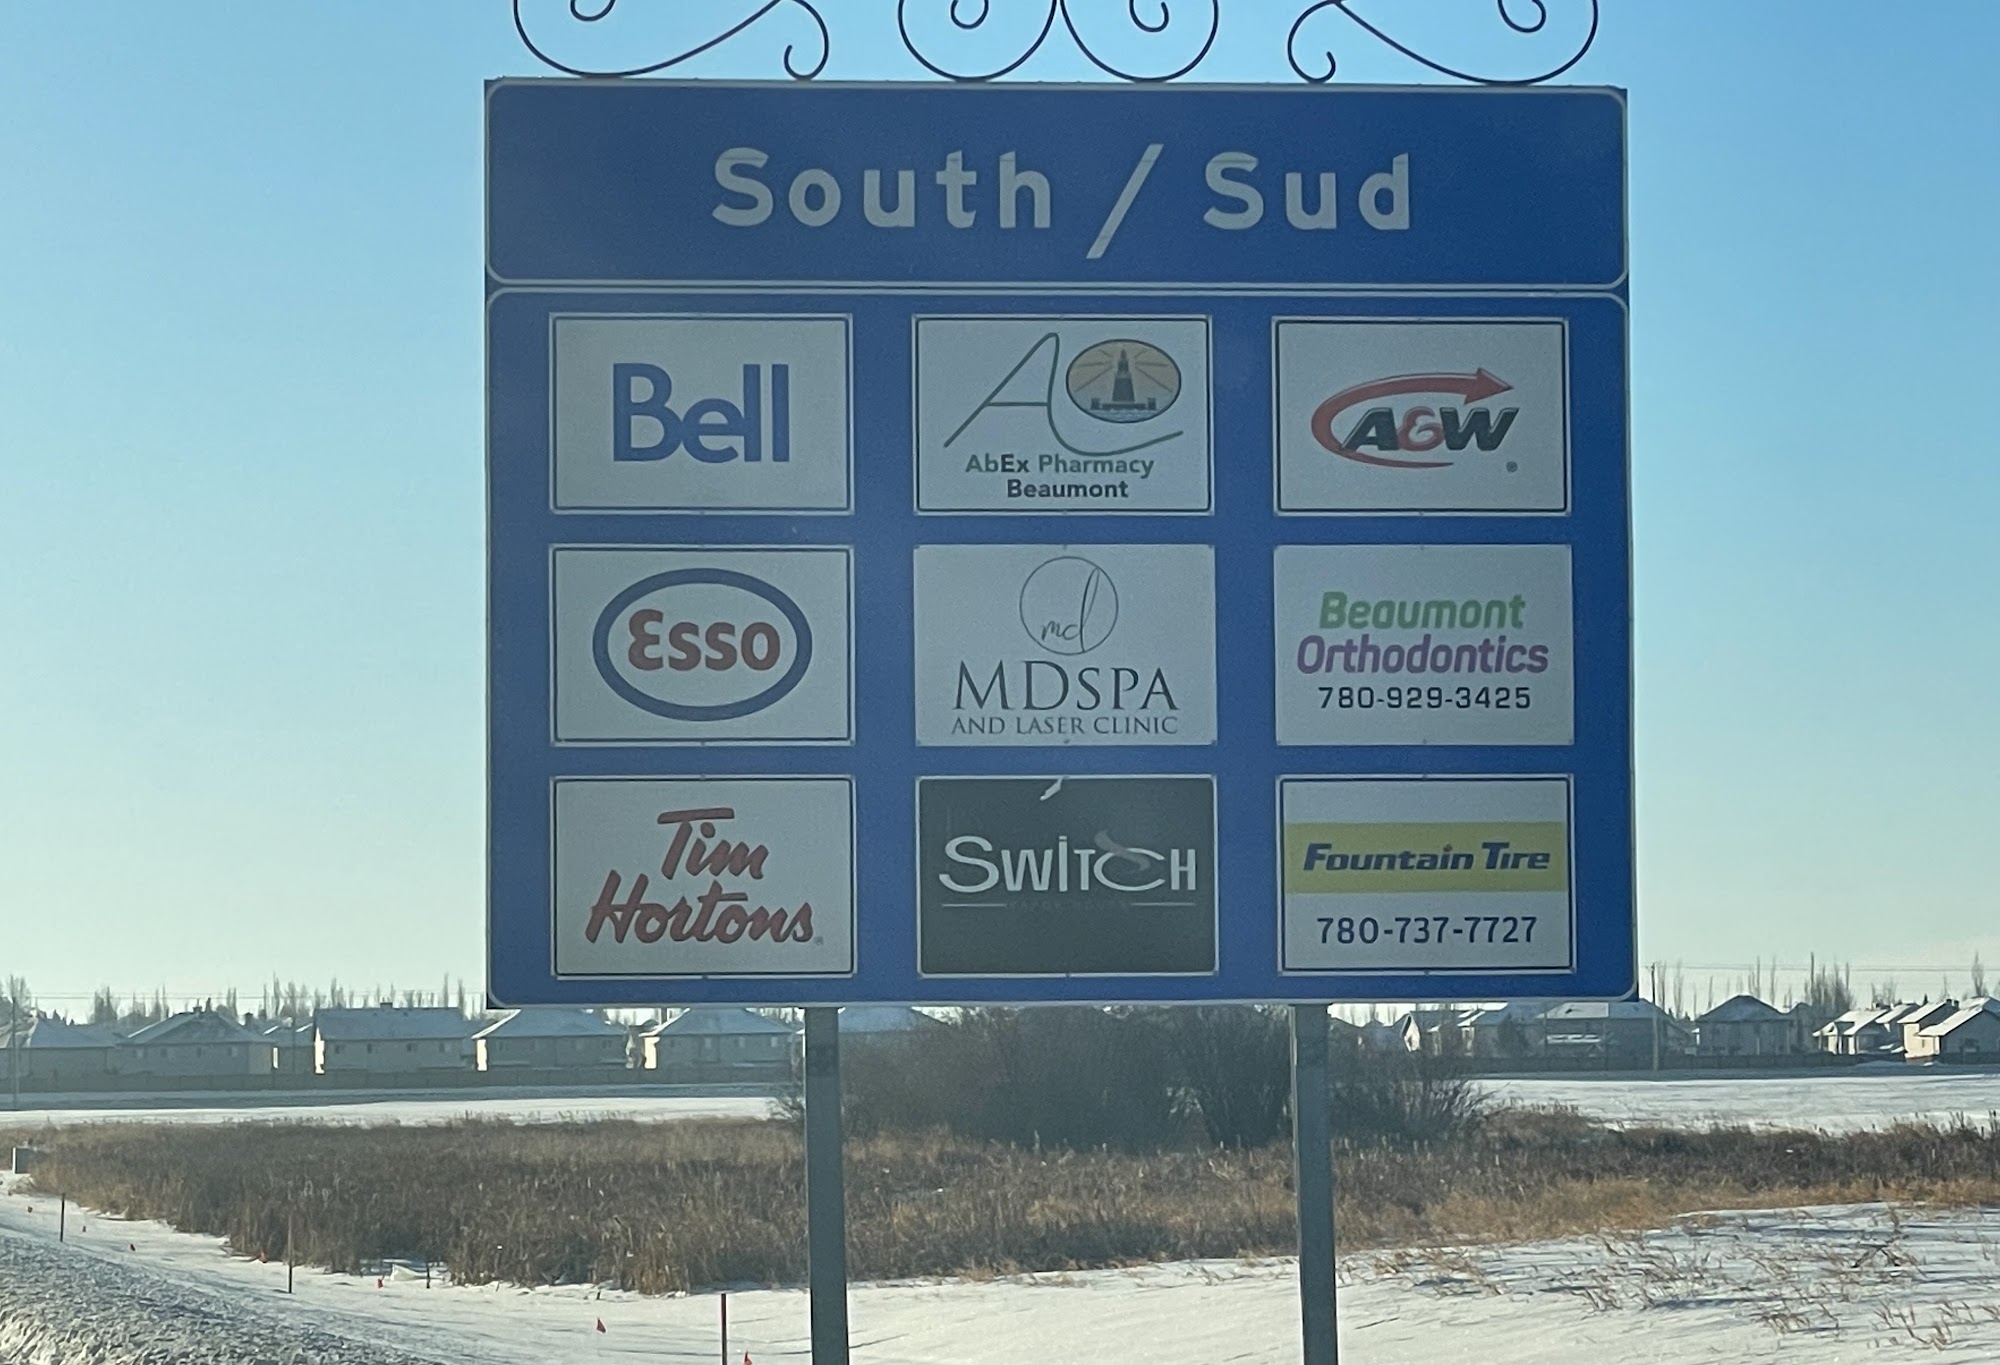 South / Sud
Bell
AbEx Pharmacy
Beaumont
A&W
Esso
md
MDSPA
AND LASER CLINIC
Beaumont
Orthodontics
780-929-3425
Tim
Hortons
SWITCH
Fountain Tire
780-737-7727